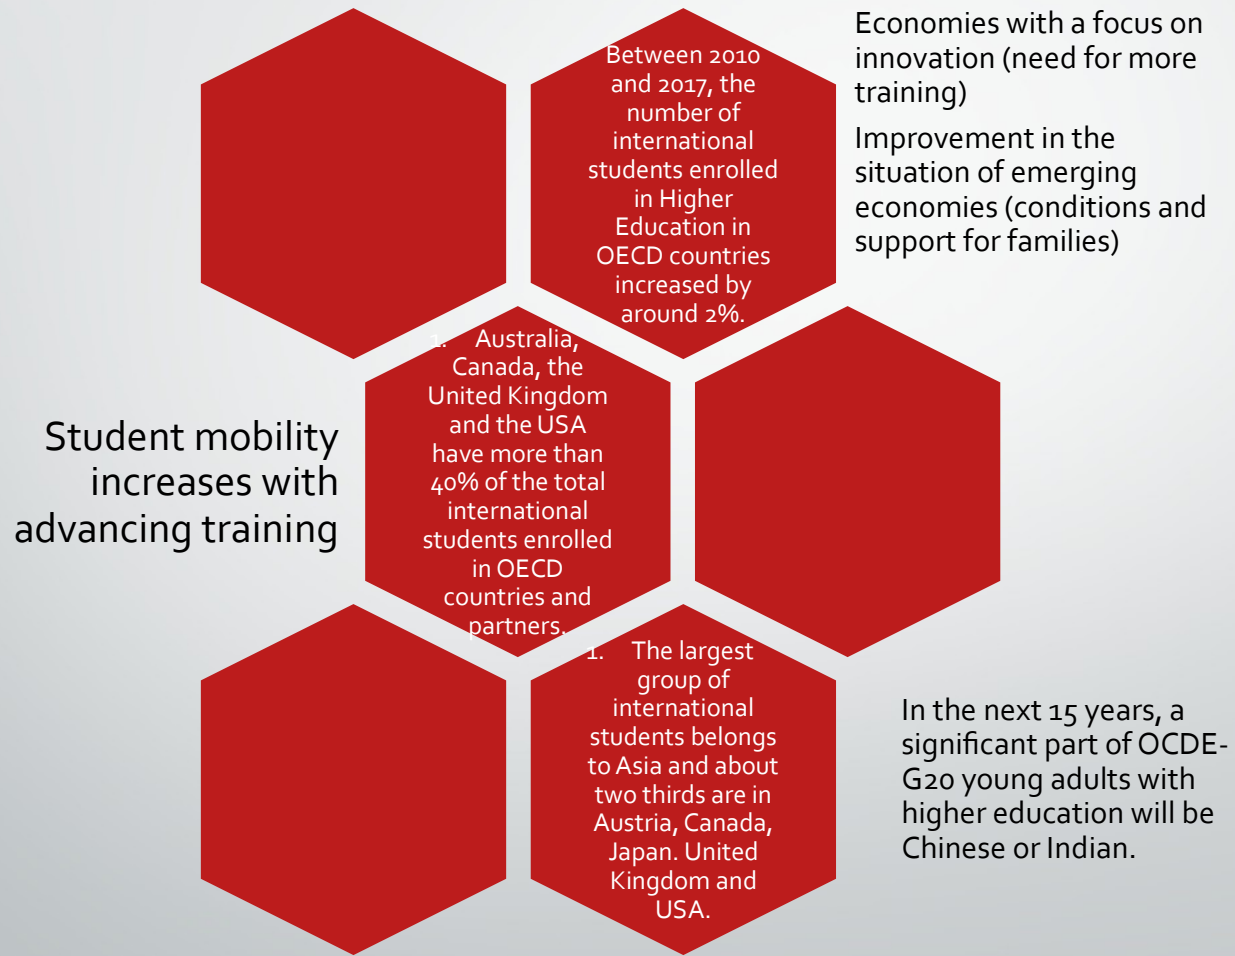 Between 2010
and 2017, the
number of
international
students enrolled
in Higher
Education in
OECD countries
increased by
around 2%.
Economies with a focus on
innovation (need for more
training)
Improvement in the
situation of emerging
economies (conditions and
support for families)
1. Australia,
Canada, the
United Kingdom
and the USA
have more than
40% of the total
international
students enrolled
in OECD
countries and
partners.
Student mobility
increases with
advancing training
1. The largest
group of
international
students belongs
to Asia and about
two thirds are in
Austria, Canada,
Japan. United
Kingdom and
USA.
In the next 15 years, a
significant part of OCDE-
G20 young adults with
higher education will be
Chinese or Indian.